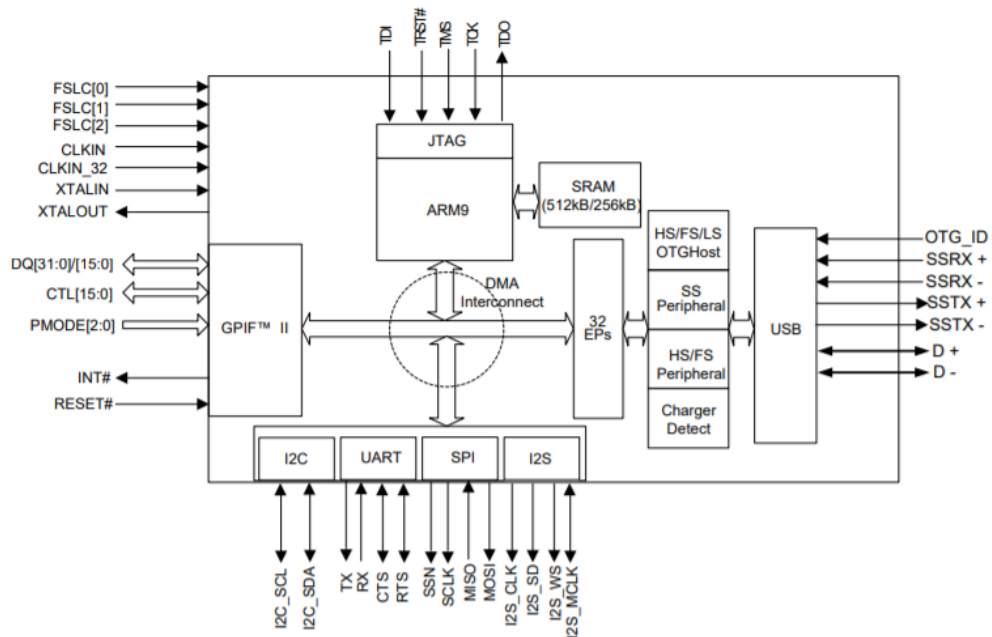 TDI
TRST#
TMS
TCK
TDO
FSLC[0]
FSLC[1]
FSLC[2]
CLKIN
CLKIN_32
XTALIN
XTALOUT
JTAG
ARM9
SRAM
(512kB/256kB)
DQ[31:0]/[15:0]
CTL[15:0]
PMODE[2:0]
INT#
RESET#
GPIF™ II
DMA
Interconnect
32
EPs
HS/FS/LS
OTGHost
SS
Peripheral
HS/FS
Peripheral
Charger
Detect
USB
OTG_ID
SSRX +
SSRX -
SSTX +
SSTX -
D +
D -
I2C
UART
SPI
I2S
I2C_SCL
I2C_SDA
TX
RX
CTS
RTS
SSN
SCLK
MISO
MOSI
I2S_CLK
I2S_SD
I2S_WS
I2S_MCLK